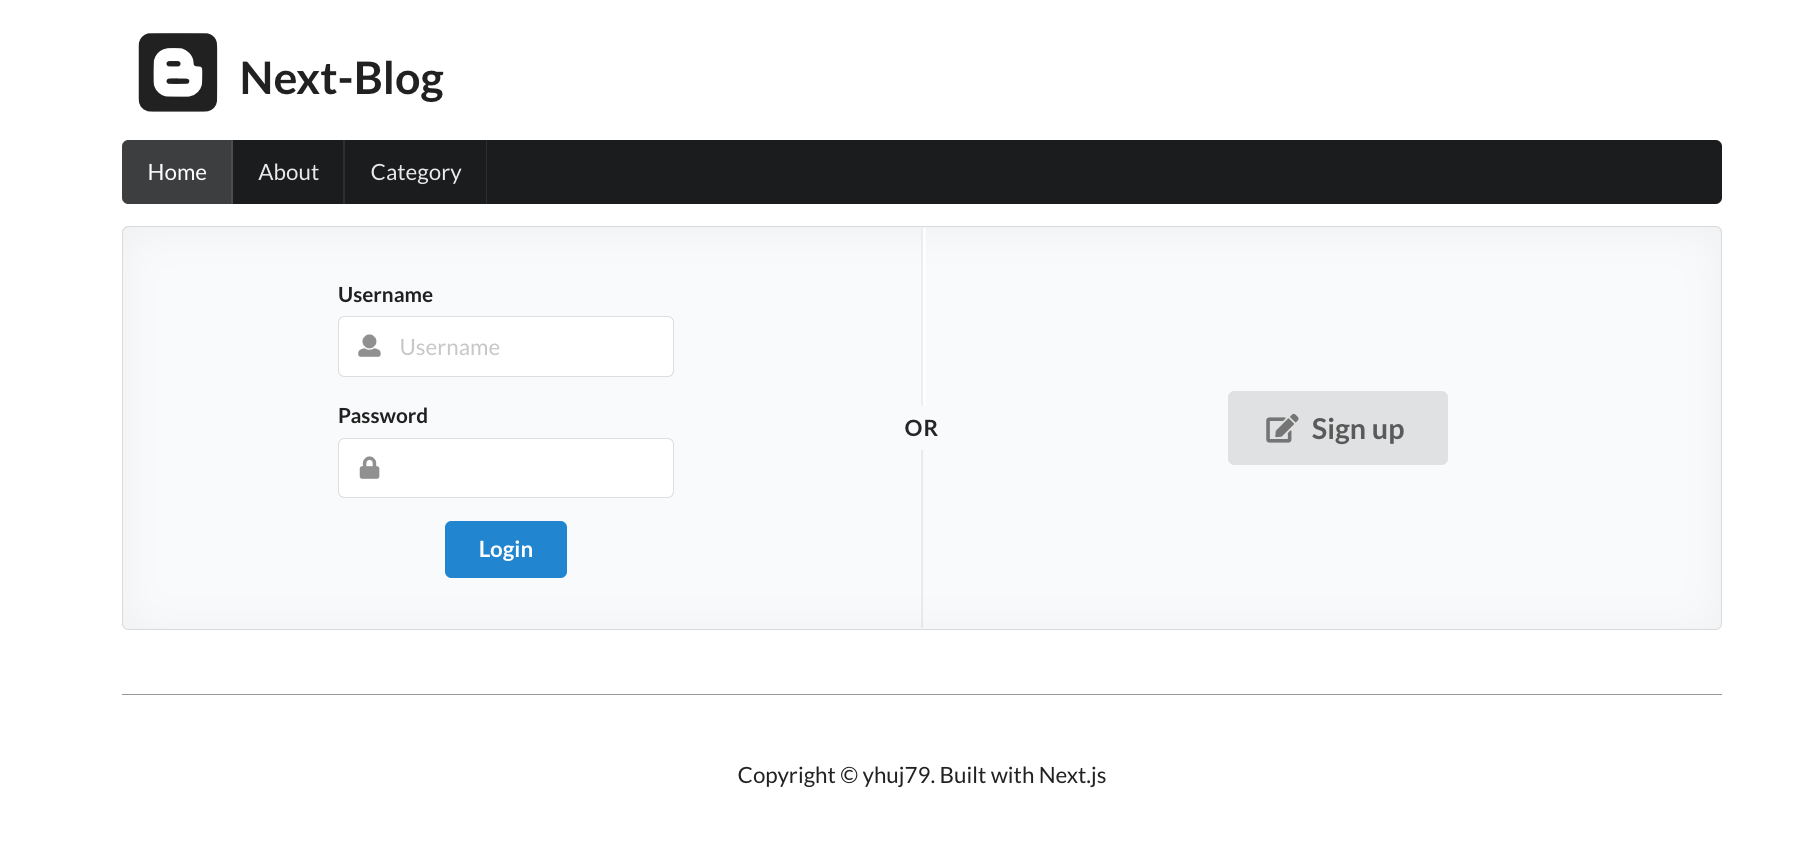 Next-Blog
Home About Category
Username
Username
Password
Login
OR
Sign up
Copyright © yhuj79. Built with Next.js